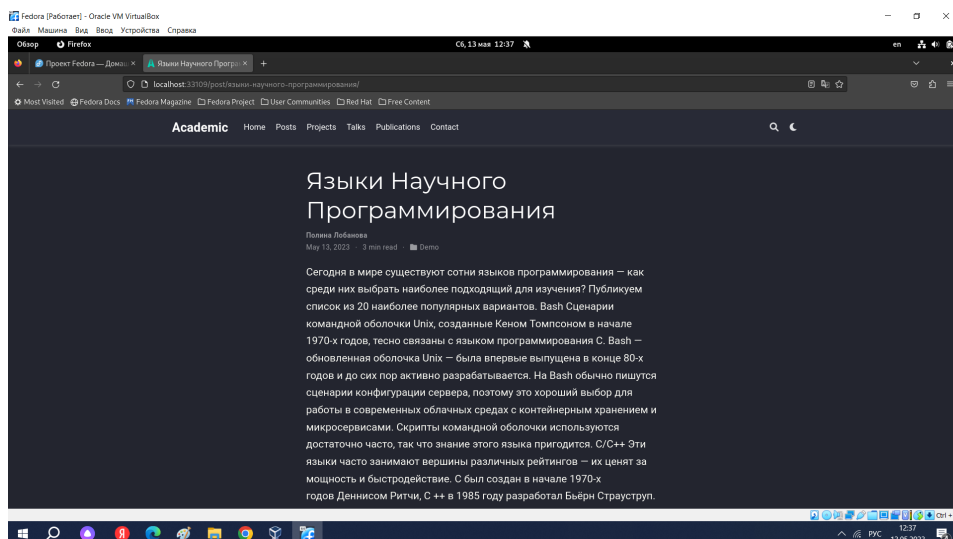 Fedora [Работает] - Oracle VM VirtualBox
Файл Машина Вид Ввод Устройства Справка
Обзор Firefox Сб, 13 мая 12:37 en
Проект Fedora — Домаш × Языки Научного Програ × +
localhost:33109/post/языки-научного-программирования/
Most Visited Fedora Docs Fedora Magazine Fedora Project User Communities Red Hat Free Content
Academic Home Posts Projects Talks Publications Contact
Языки Научного
Программирования
Полина Лобанова
May 13, 2023 · 3 min read · Demo
Сегодня в мире существуют сотни языков программирования — как
среди них выбрать наиболее подходящий для изучения? Публикуем
список из 20 наиболее популярных вариантов. Bash Сценарии
командной оболочки Unix, созданные Кеном Томпсоном в начале
1970-х годов, тесно связаны с языком программирования C. Bash —
обновленная оболочка Unix — была впервые выпущена в конце 80-х
годов и до сих пор активно разрабатывается. На Bash обычно пишутся
сценарии конфигурации сервера, поэтому это хороший выбор для
работы в современных облачных средах с контейнерным хранением и
микросервисами. Скрипты командной оболочки используются
достаточно часто, так что знание этого языка пригодится. C/C++ Эти
языки часто занимают вершины различных рейтингов — их ценят за
мощность и быстродействие. C был создан в начале 1970-х
годов Деннисом Ритчи, C ++ в 1985 году разработал Бьёрн Страуструп.
Ctrl +
РУС 12:37